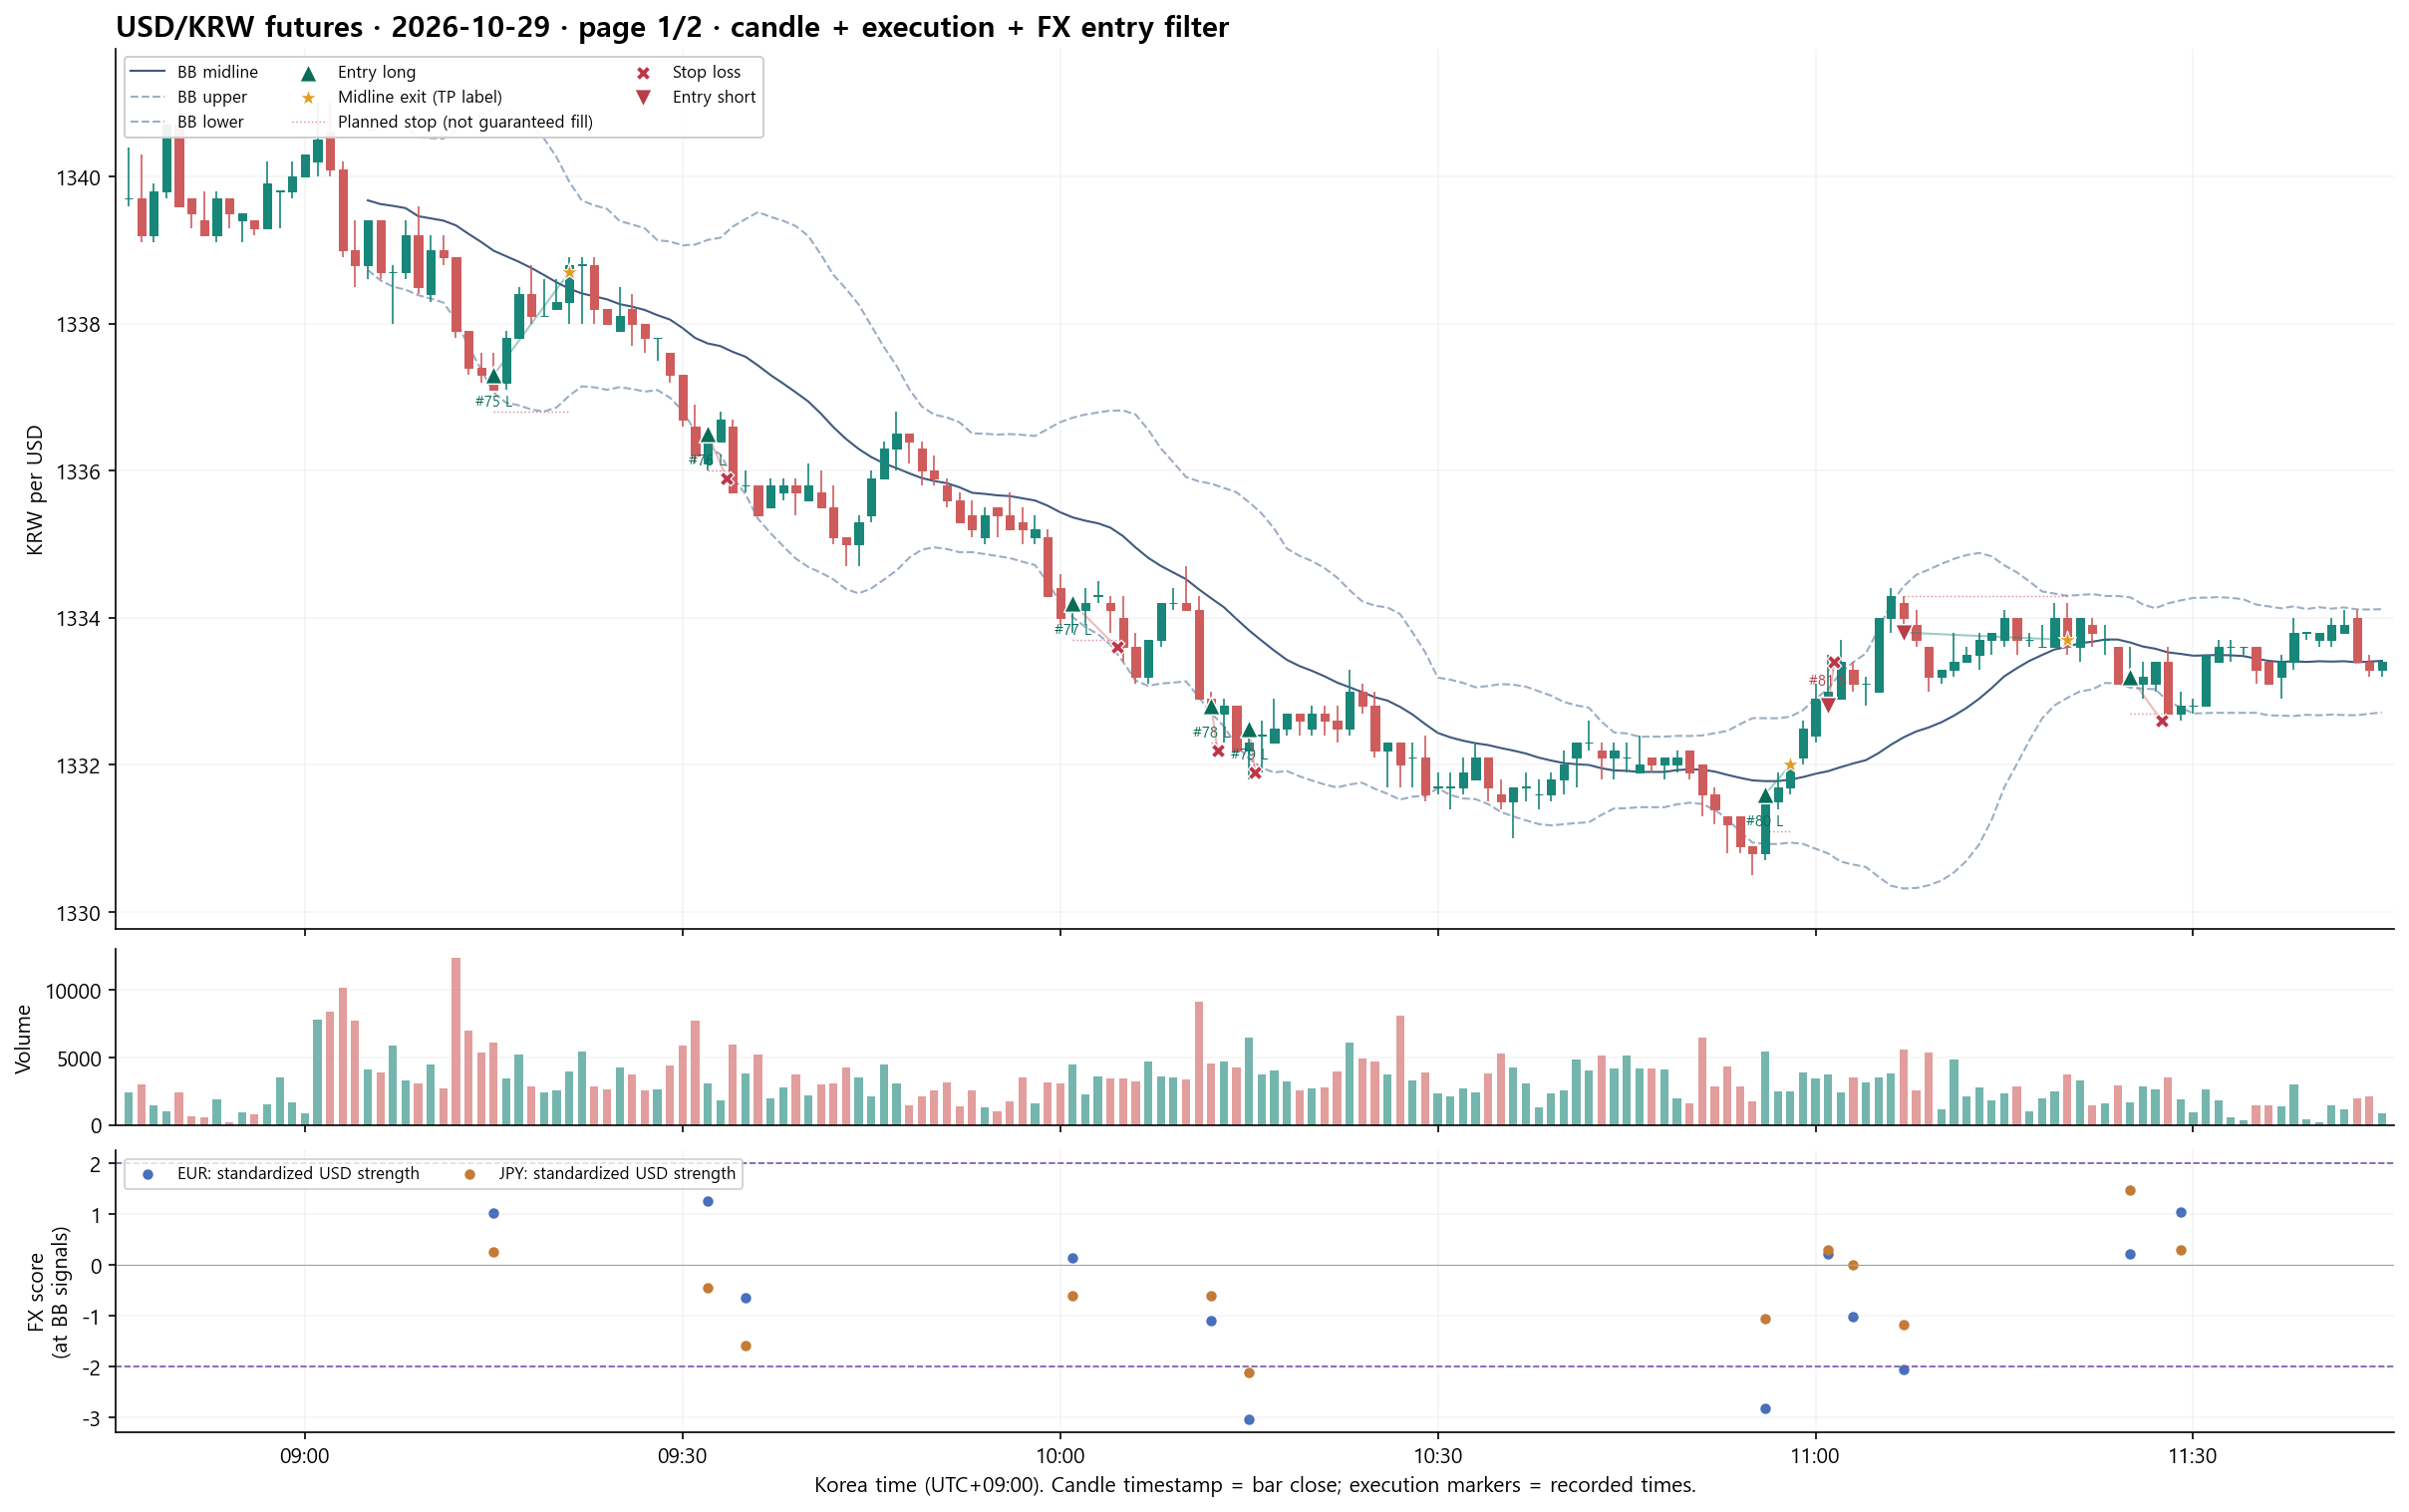 USD/KRW futures · 2026-10-29 · page 1/2 · candle + execution + FX entry filter
BB midline
BB upper
BB lower
Entry long
Midline exit (TP label)
Planned stop (not guaranteed fill)
Stop loss
Entry short
KRW per USD
1340
1338
1336
1334
1332
1330
#75 L
#76 L
#77 L
#78 L
#79 L
#80 L
#81
Volume
10000
5000
0
EUR: standardized USD strength
JPY: standardized USD strength
FX score
(at BB signals)
2
1
0
-1
-2
-3
09:00
09:30
10:00
10:30
11:00
11:30
Korea time (UTC+09:00). Candle timestamp = bar close; execution markers = recorded times.